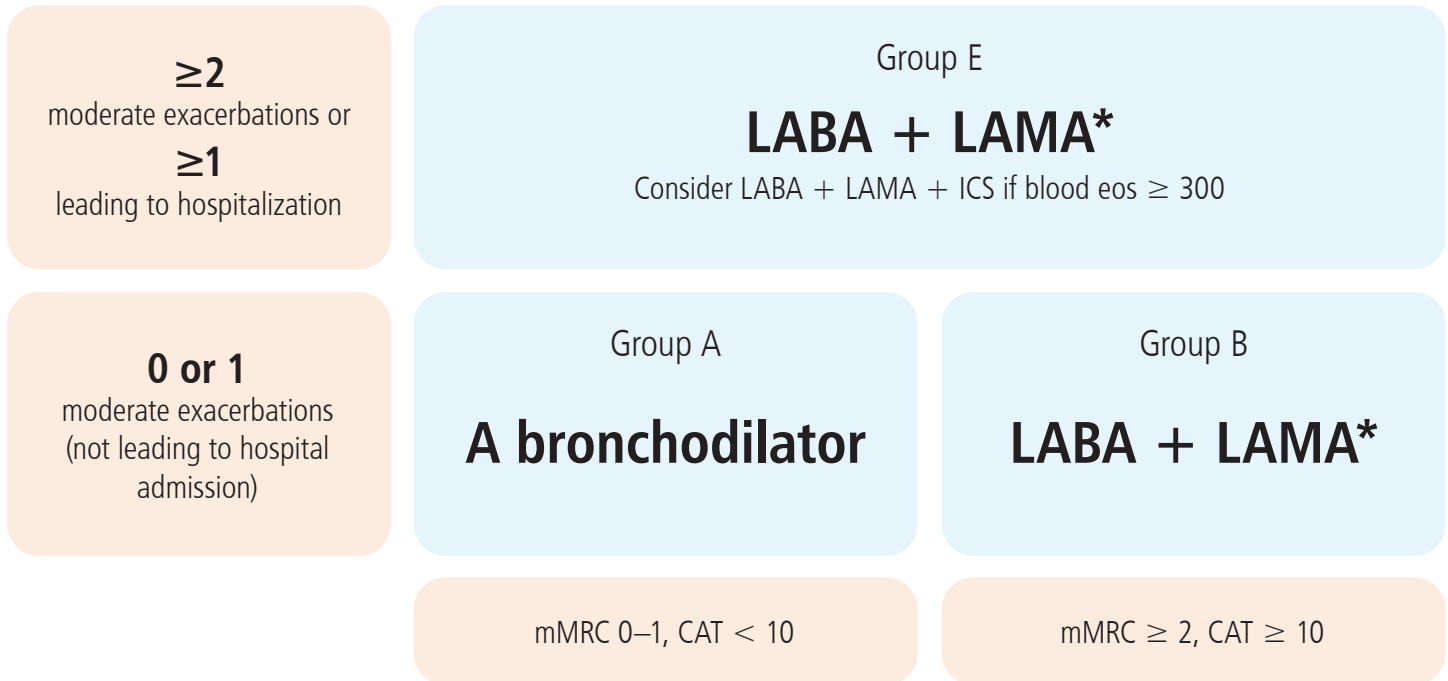 ≥2
moderate exacerbations or
≥1
leading to hospitalization
Group E
LABA + LAMA*
Consider LABA + LAMA + ICS if blood eos ≥ 300
0 or 1
moderate exacerbations
(not leading to hospital
admission)
Group A
A bronchodilator
Group B
LABA + LAMA*
mMRC 0–1, CAT < 10
mMRC ≥ 2, CAT ≥ 10